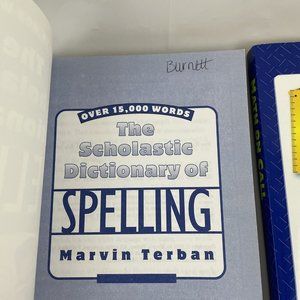 Burnett
OVER 15,000 WORDS
The
Scholastic
Dictionary of
SPELLING
Marvin Terban